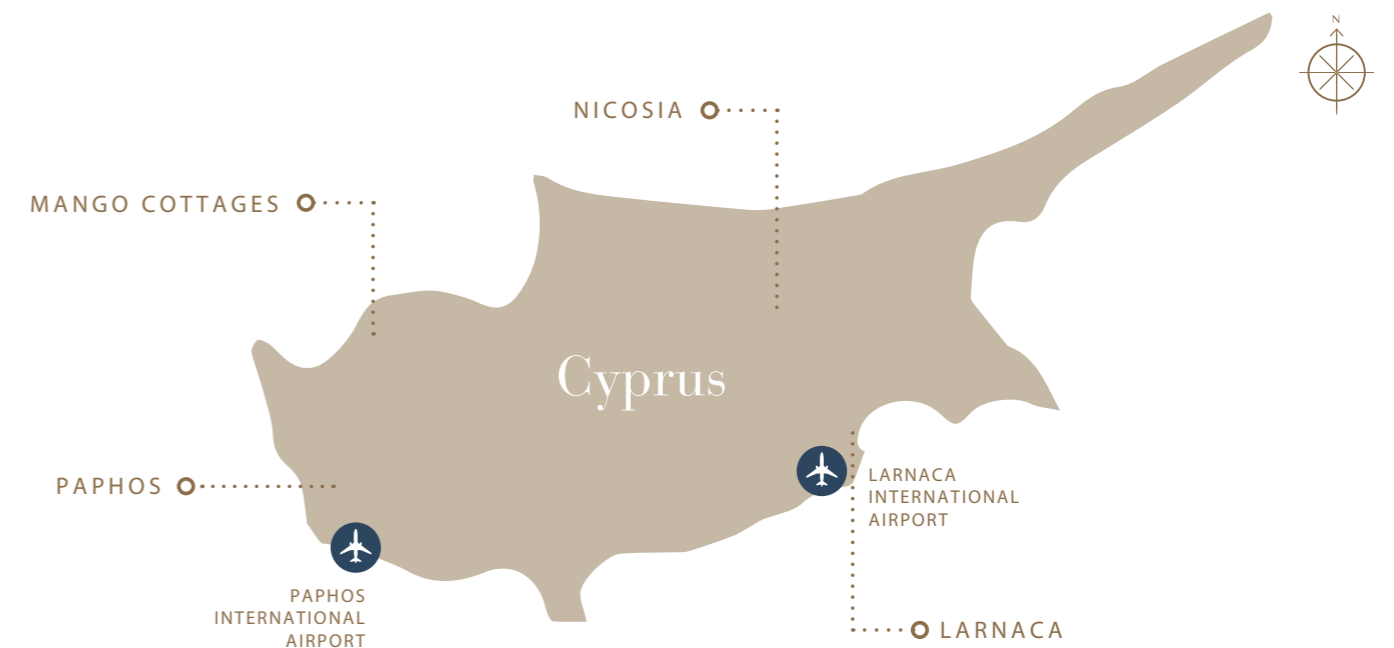 N
NICOSIA
MANGO COTTAGES
Cyprus
PAPHOS
LARNACA
INTERNATIONAL
AIRPORT
PAPHOS
INTERNATIONAL
AIRPORT
LARNACA